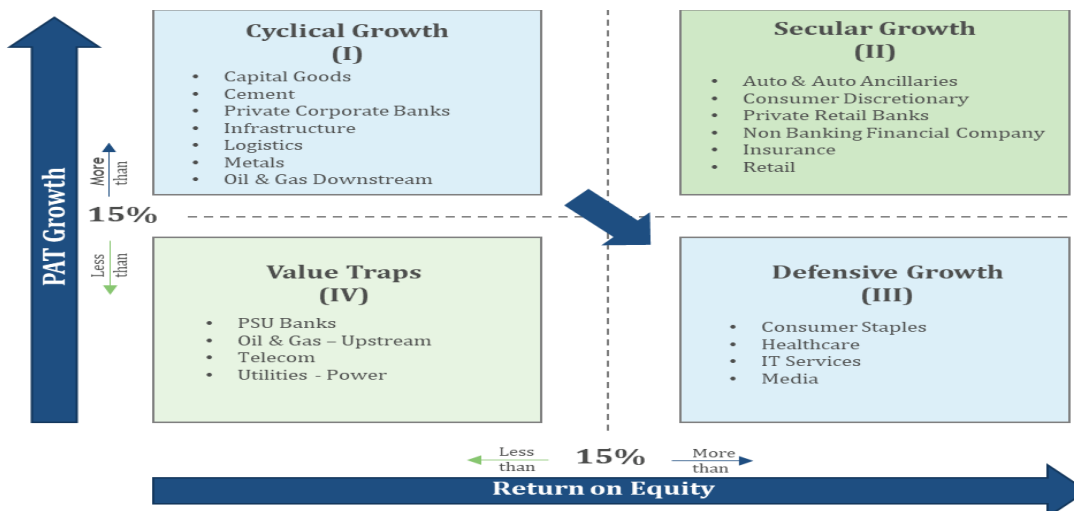 Cyclical Growth
(I)
• Capital Goods
• Cement
• Private Corporate Banks
• Infrastructure
• Logistics
• Metals
• Oil & Gas Downstream
Secular Growth
(II)
• Auto & Auto Ancillaries
• Consumer Discretionary
• Private Retail Banks
• Non Banking Financial Company
• Insurance
• Retail
PAT Growth
More
than
15%
Less
than
Value Traps
(IV)
• PSU Banks
• Oil & Gas – Upstream
• Telecom
• Utilities - Power
Defensive Growth
(III)
• Consumer Staples
• Healthcare
• IT Services
• Media
Less
than
15%
More
than
Return on Equity